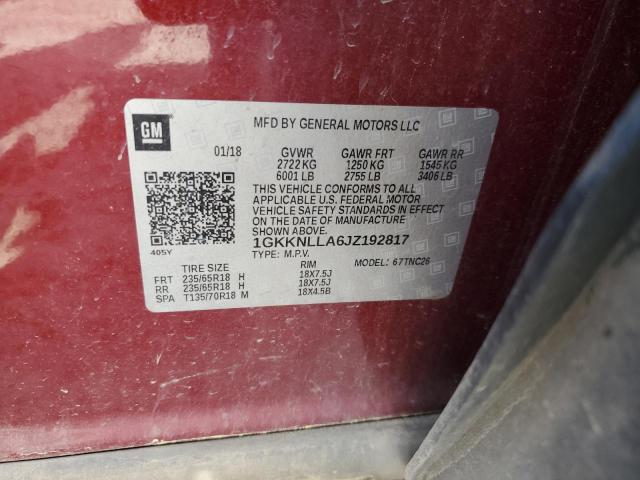 GM
MFD BY GENERAL MOTORS LLC
01/18 GVWR GAWR FRT GAWR RR
2722 KG 1250 KG 1545 KG
6001 LB 2755 LB 3406 LB
THIS VEHICLE CONFORMS TO ALL
APPLICABLE U.S. FEDERAL MOTOR
VEHICLE SAFETY STANDARDS IN EFFECT
ON THE DATE OF MANUFACTURE
SHOWN ABOVE.
405Y
1GKKNLLA6JZ192817
TYPE: M.P.V. MODEL: 67TNC26
TIRE SIZE RIM
FRT 235/65R18 H 18X7.5J
RR 235/65R18 H 18X7.5J
SPA T135/70R18 M 18X4.5B